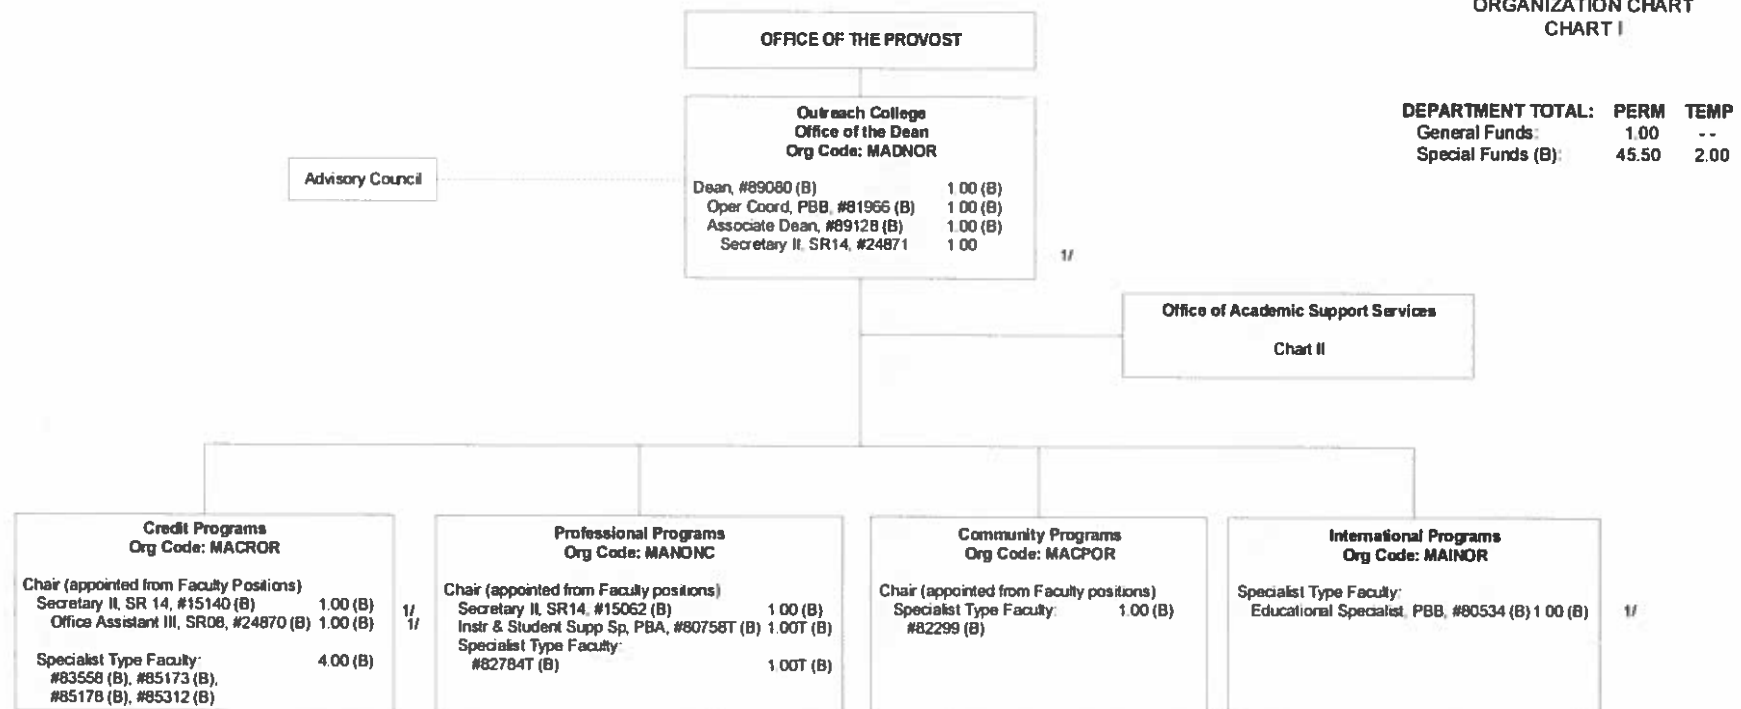 ORGANIZATION CHART
CHART I
DEPARTMENT TOTAL: PERM TEMP
General Funds: 1.00 --
Special Funds (B): 45.50 2.00
OFFICE OF THE PROVOST
Outreach College
Office of the Dean
Org Code: MADNOR
Dean, #89080 (B) 1.00 (B)
Oper Coord, PBB, #81966 (B) 1.00 (B)
Associate Dean, #89128 (B) 1.00 (B)
Secretary II, SR14, #24871 1.00
1/
Advisory Council
Office of Academic Support Services
Chart II
Credit Programs
Org Code: MACROR
Chair (appointed from Faculty Positions)
Secretary II, SR 14, #15140 (B) 1.00 (B) 1/
Office Assistant III, SR08, #24870 (B) 1.00 (B) 1/
Specialist Type Faculty: 4.00 (B)
#83558 (B), #85173 (B),
#85178 (B), #85312 (B)
Professional Programs
Org Code: MANONC
Chair (appointed from Faculty positions)
Secretary II, SR14, #15062 (B) 1.00 (B)
Instr & Student Supp Sp, PBA, #80758T (B) 1.00T (B)
Specialist Type Faculty:
#82784T (B) 1.00T (B)
Community Programs
Org Code: MACPOR
Chair (appointed from Faculty positions)
Specialist Type Faculty: 1.00 (B)
#82299 (B)
International Programs
Org Code: MAINOR
Specialist Type Faculty:
Educational Specialist, PBB, #80534 (B) 1.00 (B) 1/